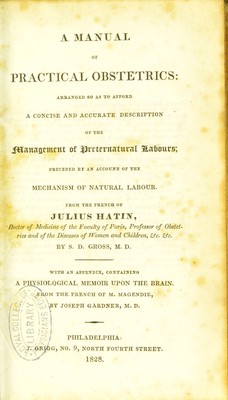 A MANUAL
OF
PRACTICAL OBSTETRICS:
ARRANGED SO AS TO AFFORD
A CONCISE AND ACCURATE DESCRIPTION
OF THE
Management of Preternatural Labours;
PRECEDED BY AN ACCOUNT OF THE
MECHANISM OF NATURAL LABOUR.
FROM THE FRENCH OF
JULIUS HATIN,
Doctor of Medicine of the Faculty of Paris, Professor of Obstet-
rics and of the Diseases of Women and Children, &c. &c.
BY S. D. GROSS, M. D.
WITH AN APPENDIX, CONTAINING
A PHYSIOLOGICAL MEMOIR UPON THE BRAIN.
FROM THE FRENCH OF M. MAGENDIE,
BY JOSEPH GARDNER, M. D.
LIBRARY
PHILADELPHIA:
J. GRIGG, NO. 9, NORTH FOURTH STREET.
1828.